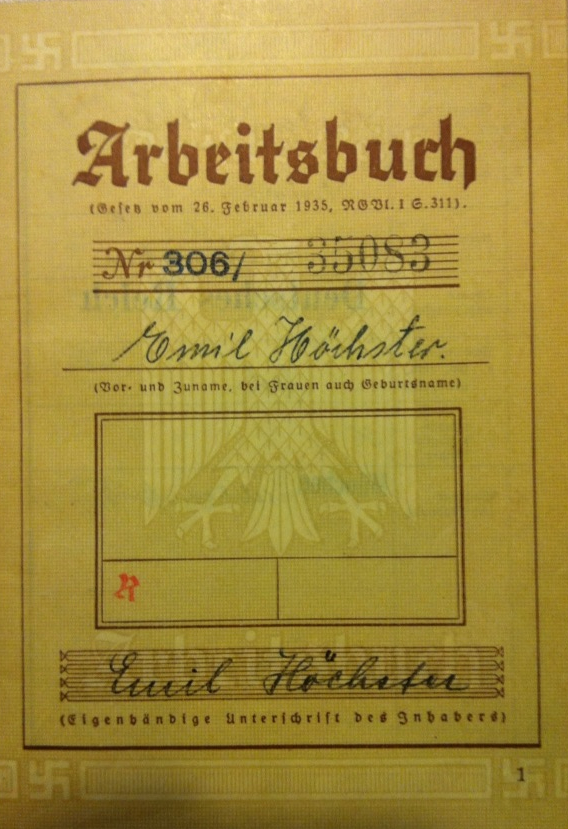 Arbeitsbuch
(Gesetz vom 26. Februar 1935, RGBl. I S. 311).
Nr 306/ 35083
Emil Höchster.
(Vor- und Zuname, bei Frauen auch Geburtsname)
R
Emil Höchster
(Eigenhändige Unterschrift des Inhabers)
1